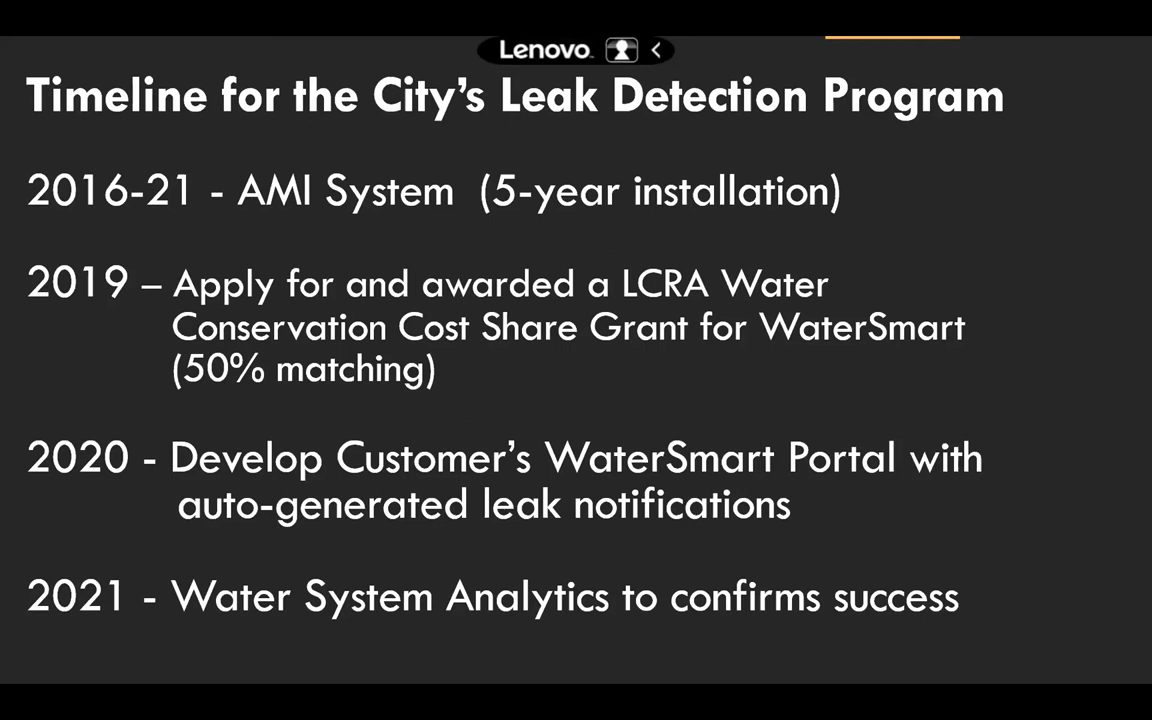 Lenovo
Timeline for the City’s Leak Detection Program
2016-21 - AMI System (5-year installation)
2019 – Apply for and awarded a LCRA Water
Conservation Cost Share Grant for WaterSmart
(50% matching)
2020 - Develop Customer’s WaterSmart Portal with
auto-generated leak notifications
2021 - Water System Analytics to confirms success